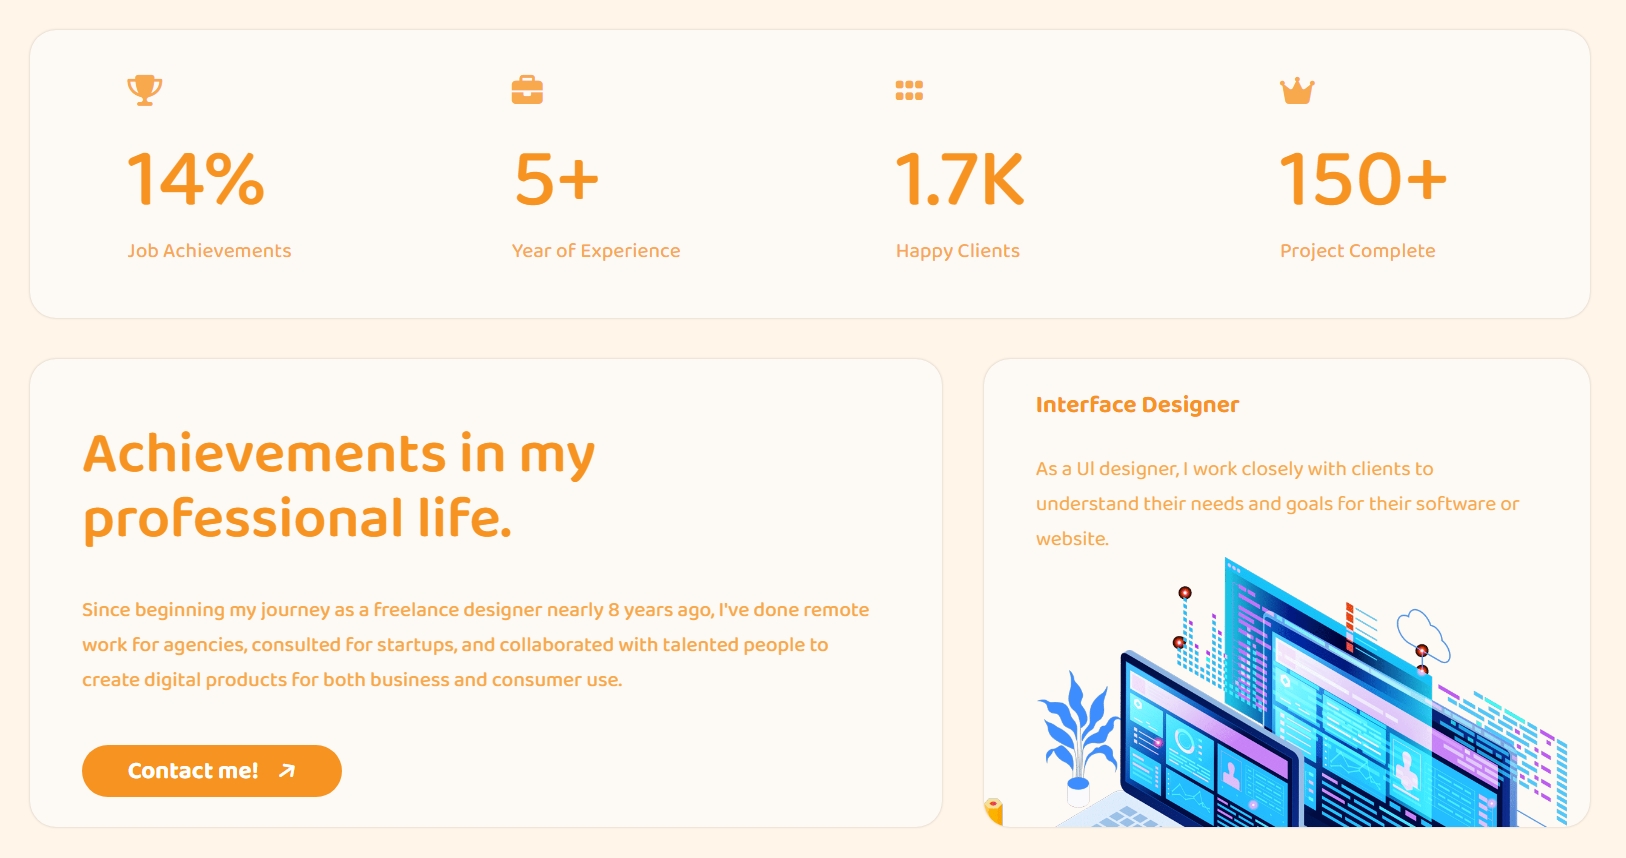 14%
5+
1.7K
150+
Job Achievements
Year of Experience
Happy Clients
Project Complete
Achievements in my
professional life.
Since beginning my journey as a freelance designer nearly 8 years ago, I've done remote
work for agencies, consulted for startups, and collaborated with talented people to
create digital products for both business and consumer use.
Contact me!
Interface Designer
As a UI designer, I work closely with clients to
understand their needs and goals for their software or
website.